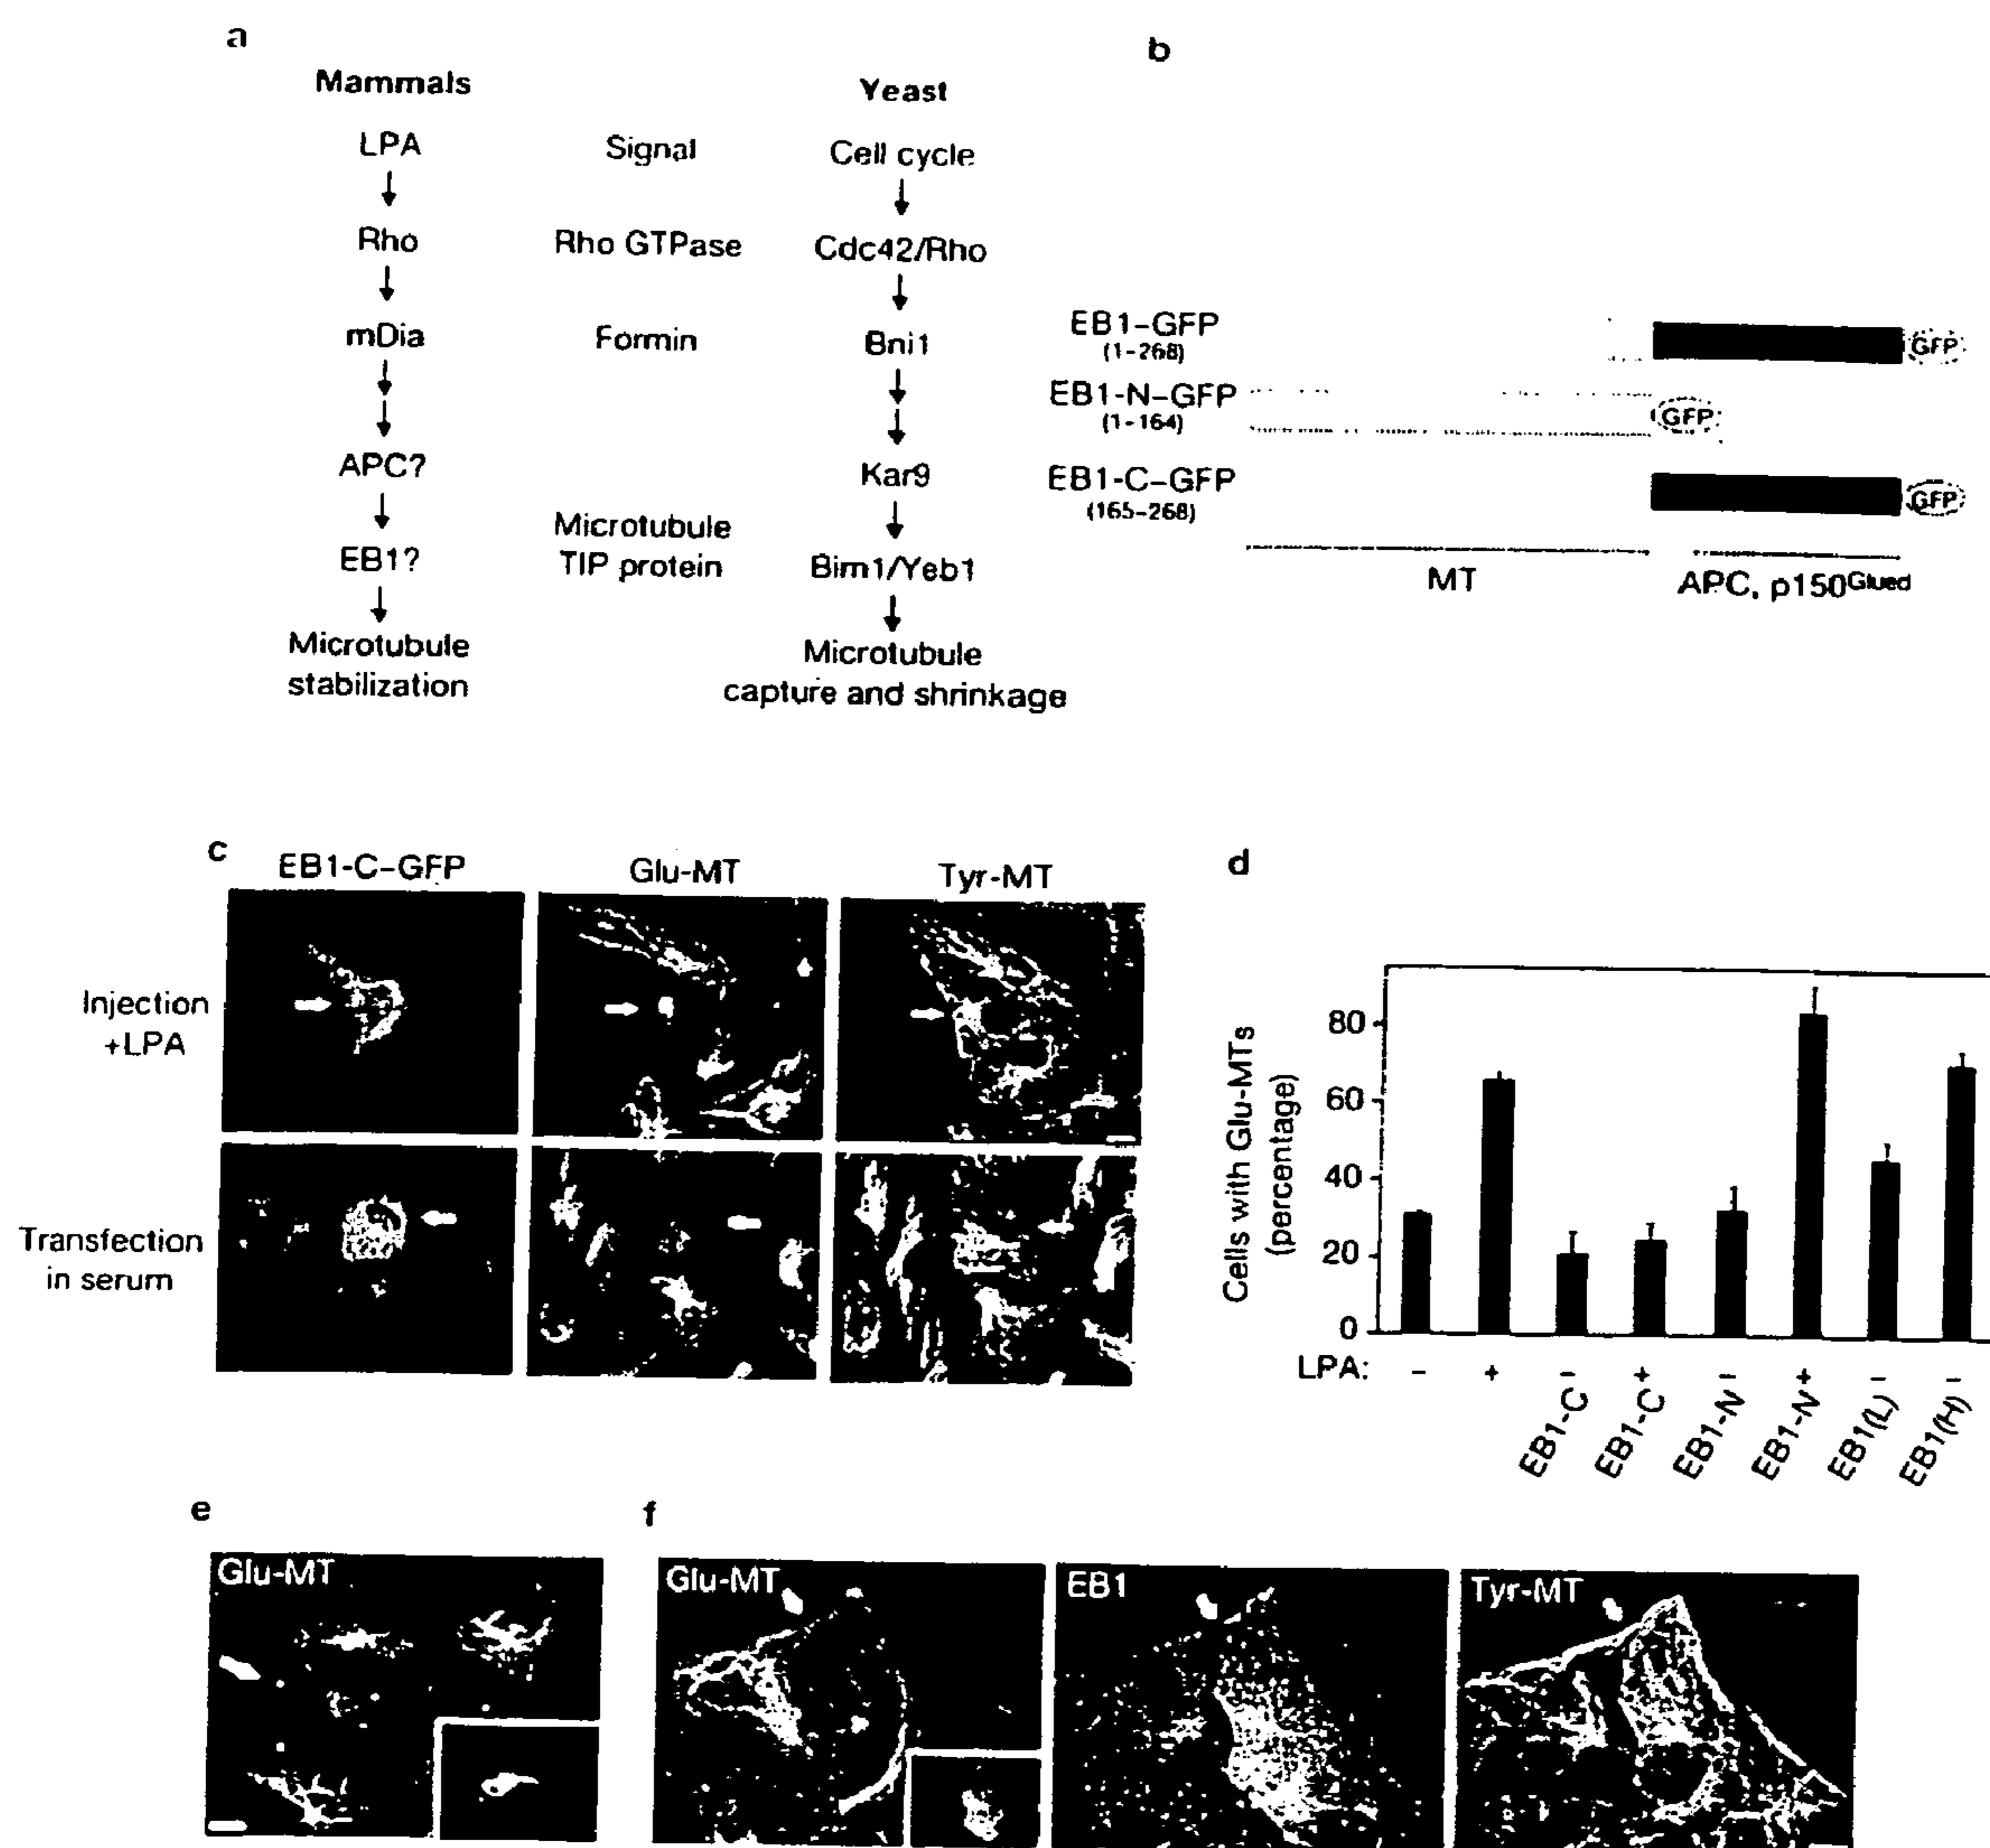 a
Mammals
LPA
Rho
mDia
APC?
EB1?
Microtubule
stabilization
Signal
Rho GTPase
Formin
Microtubule
TIP protein
Yeast
Cell cycle
Cdc42/Rho
Bni1
Kar9
Bim1/Yeb1
Microtubule
capture and shrinkage
b
EB1–GFP
(1-268)
GFP
EB1-N–GFP
(1-164)
GFP
EB1-C–GFP
(165-268)
GFP
MT
APC, p150Glued
c
EB1-C–GFP
Glu-MT
Tyr-MT
Injection
+LPA
Transfection
in serum
d
Cells with Glu-MTs
(percentage)
80
60
40
20
0
LPA:
– + – + – + – –
EB1-C
EB1-C
EB1-N
EB1-N
EB1(L)
EB1(H)
e
Glu-MT
f
Glu-MT
EB1
Tyr-MT